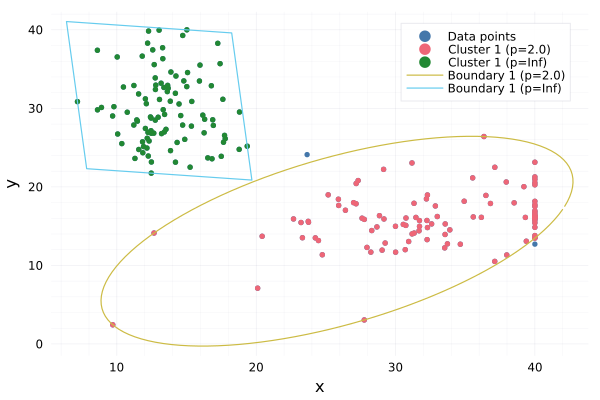 40
30
20
10
0
y
10
20
30
40
x
Data points
Cluster 1 (p=2.0)
Cluster 1 (p=Inf)
Boundary 1 (p=2.0)
Boundary 1 (p=Inf)